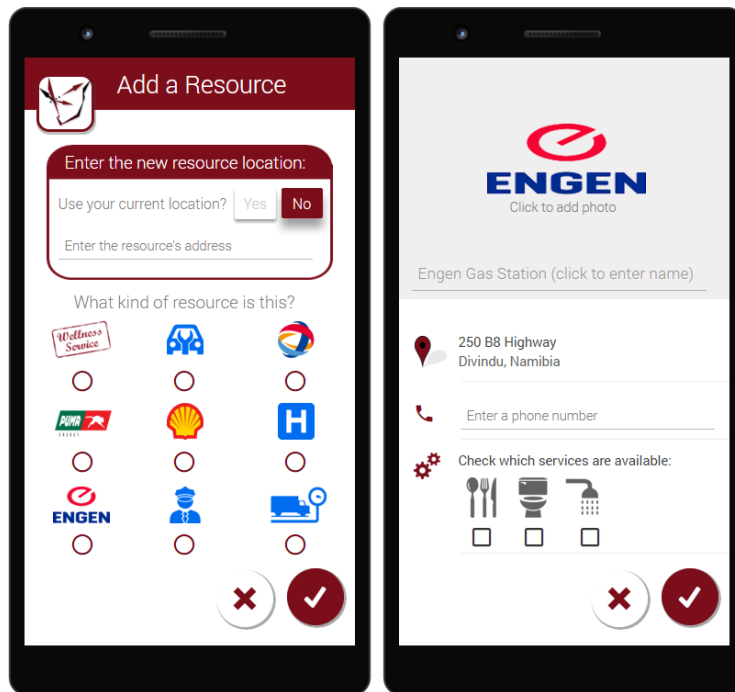 Add a Resource
Enter the new resource location:
Use your current location? Yes No
Enter the resource's address
What kind of resource is this?
Wellness
Service
PUMA
ENERGY
H
ENGEN
ENGEN
Click to add photo
Engen Gas Station (click to enter name)
250 B8 Highway
Divindu, Namibia
Enter a phone number
Check which services are available: